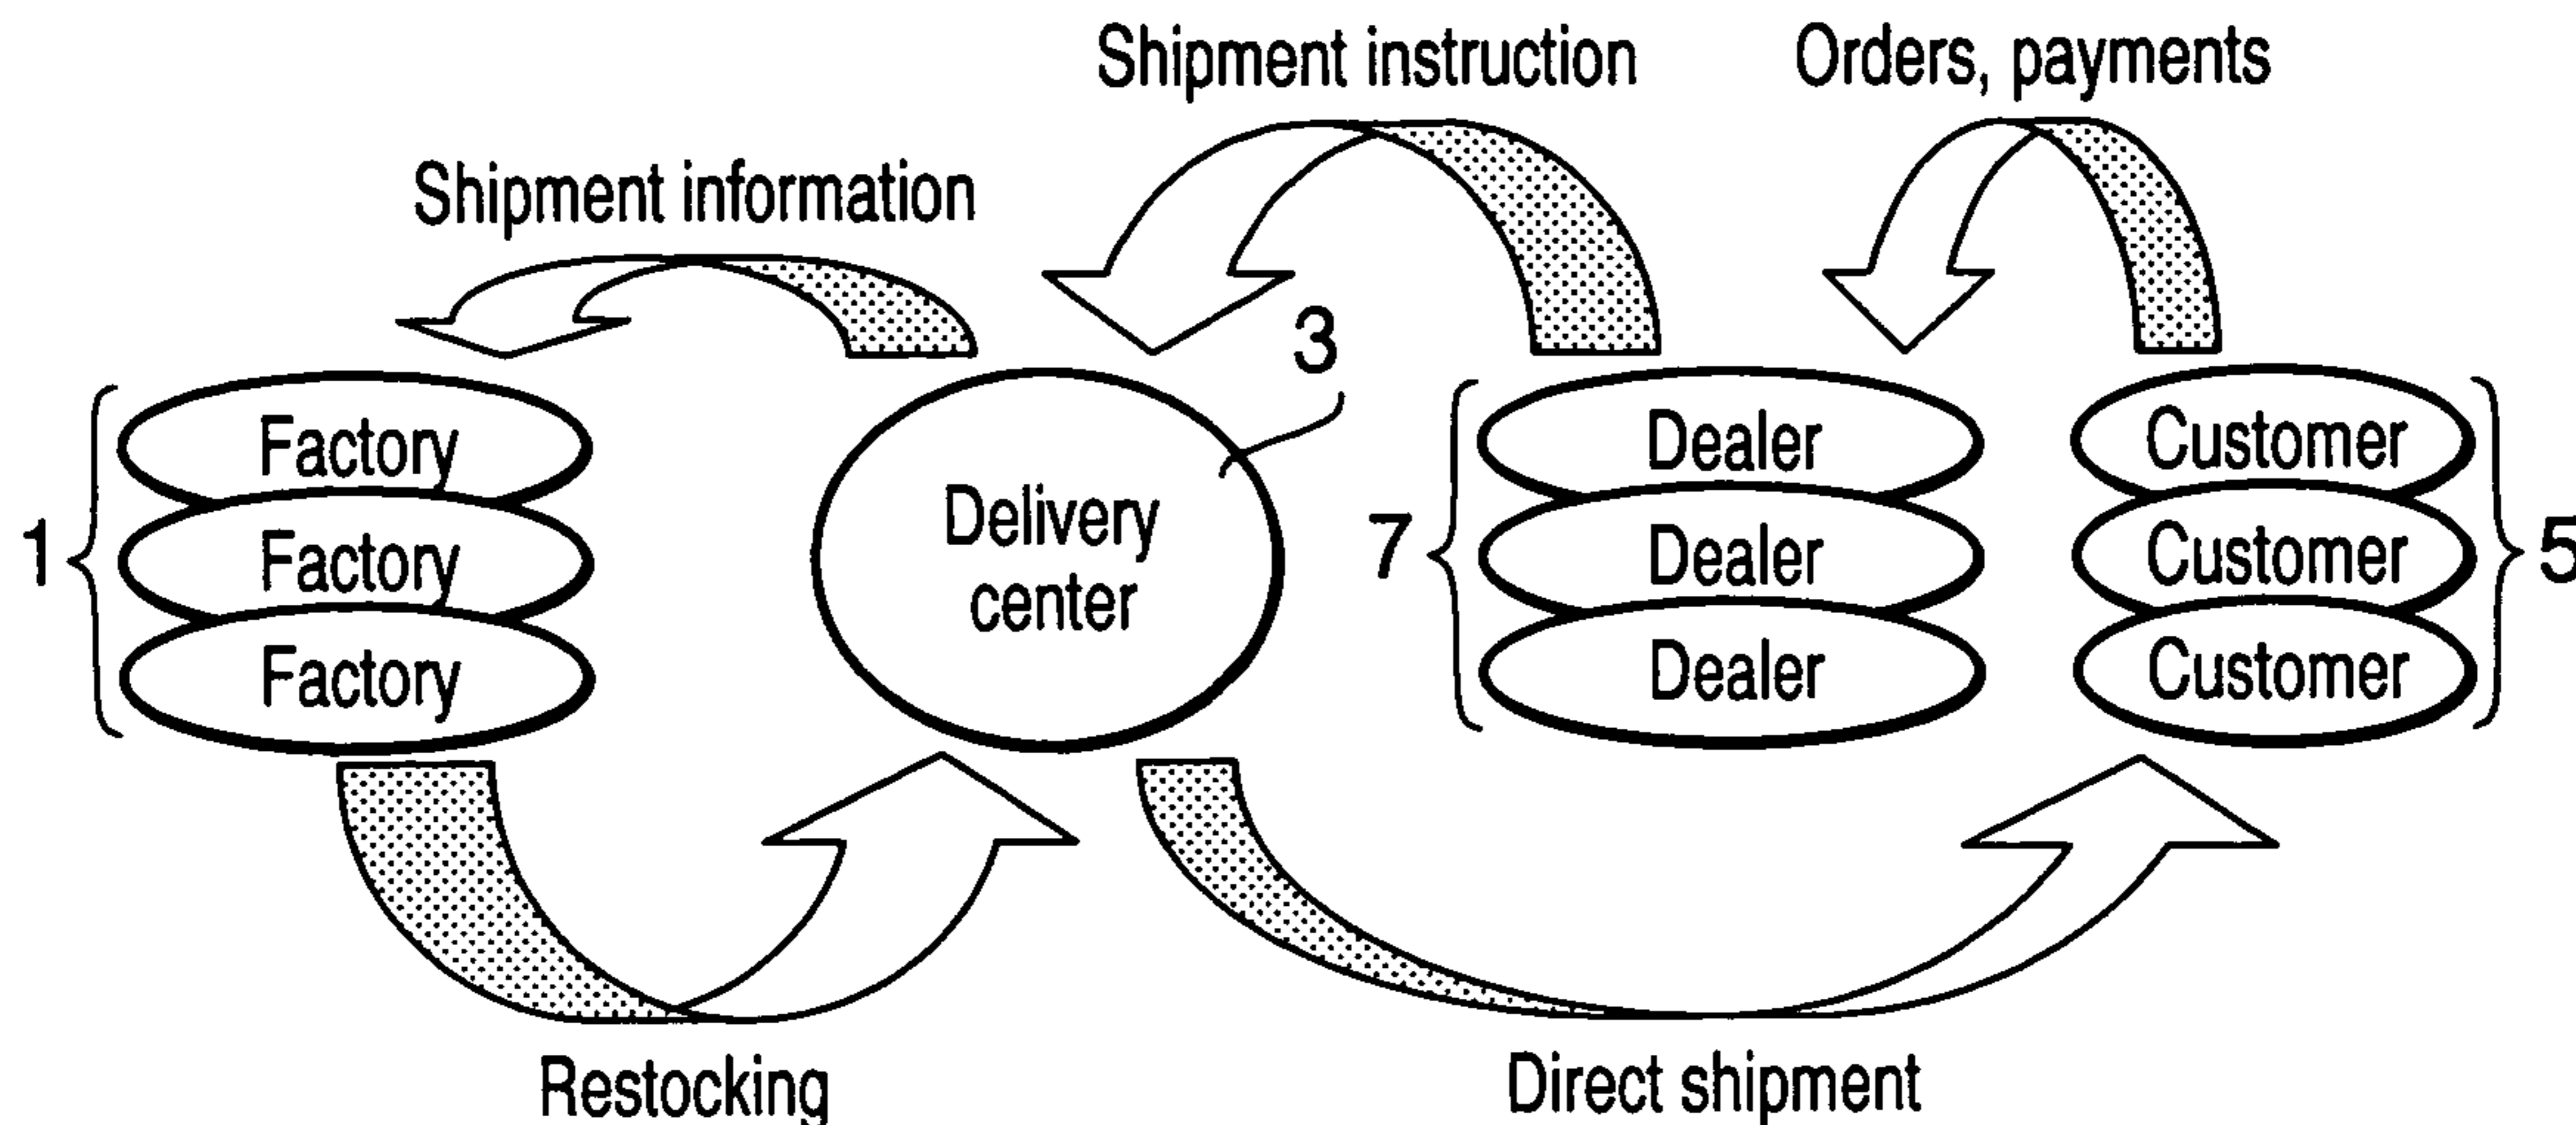 Shipment instruction
Orders, payments
Shipment information
3
Factory
Factory
Factory
1
Delivery
center
7
Dealer
Dealer
Dealer
Customer
Customer
Customer
5
Restocking
Direct shipment